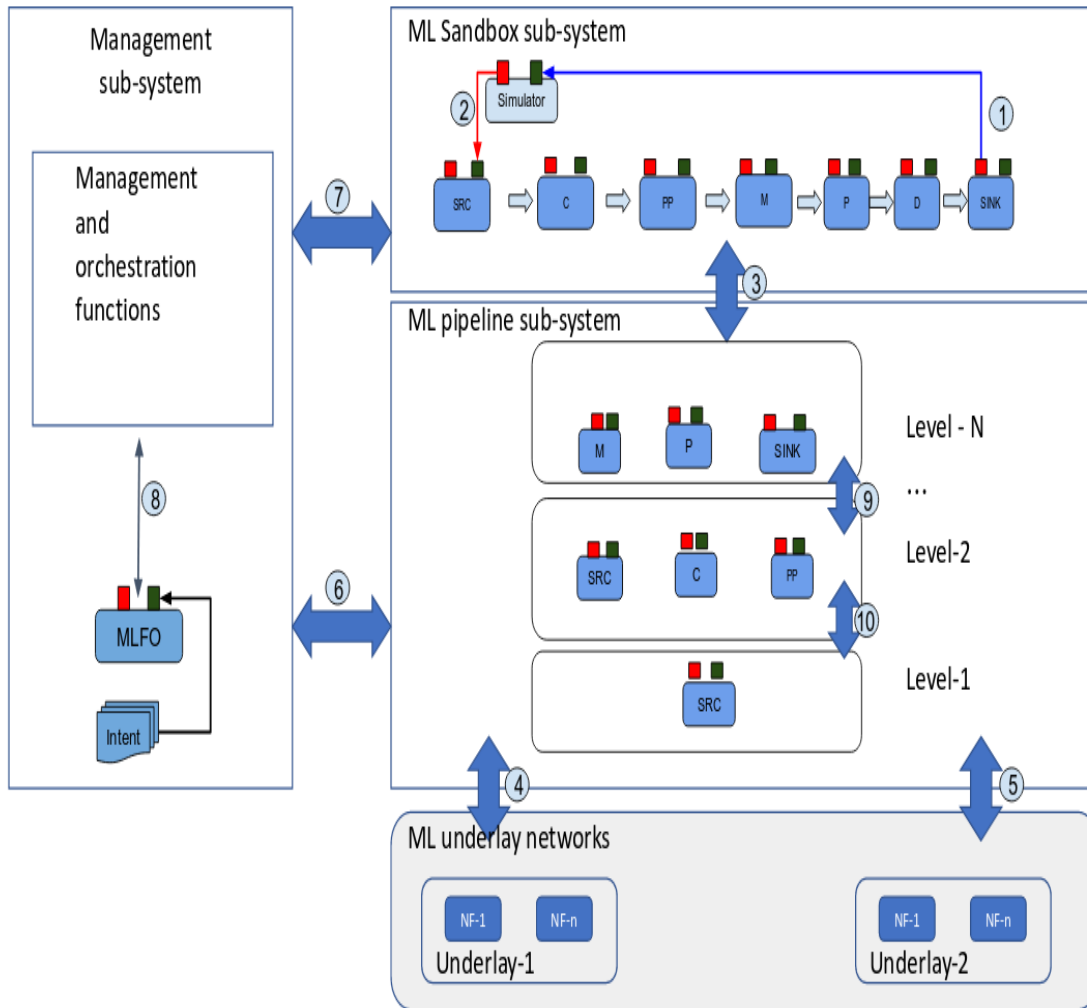 Management
sub-system
Management
and
orchestration
functions
8
MLFO
Intent
7
6
ML Sandbox sub-system
Simulator
2
1
SRC
C
PP
M
P
D
SINK
3
ML pipeline sub-system
M
P
SINK
Level - N
9
...
SRC
C
PP
Level-2
10
SRC
Level-1
4
5
ML underlay networks
NF-1
NF-n
Underlay-1
NF-1
NF-n
Underlay-2